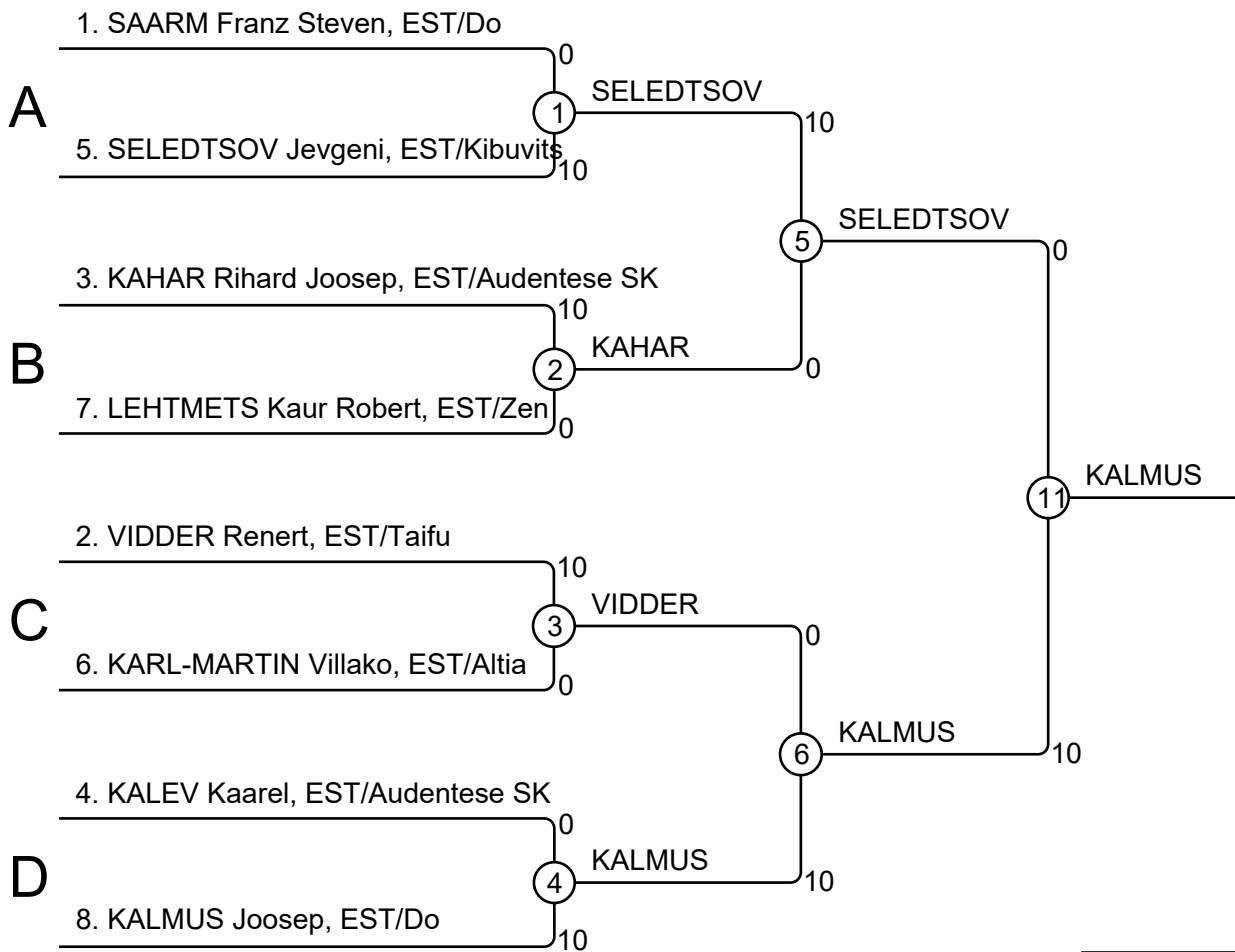 1. SAARM Franz Steven, EST/Do
0
A
1
SELEDTSOV
10
5. SELEDTSOV Jevgeni, EST/Kibuvits
10
5
SELEDTSOV
0
3. KAHAR Rihard Joosep, EST/Audentese SK
10
B
2
KAHAR
0
7. LEHTMETS Kaur Robert, EST/Zen
0
11
KALMUS
2. VIDDER Renert, EST/Taifu
10
C
3
VIDDER
0
6. KARL-MARTIN Villako, EST/Altia
0
6
KALMUS
10
4. KALEV Kaarel, EST/Audentese SK
0
D
4
KALMUS
10
8. KALMUS Joosep, EST/Do
10